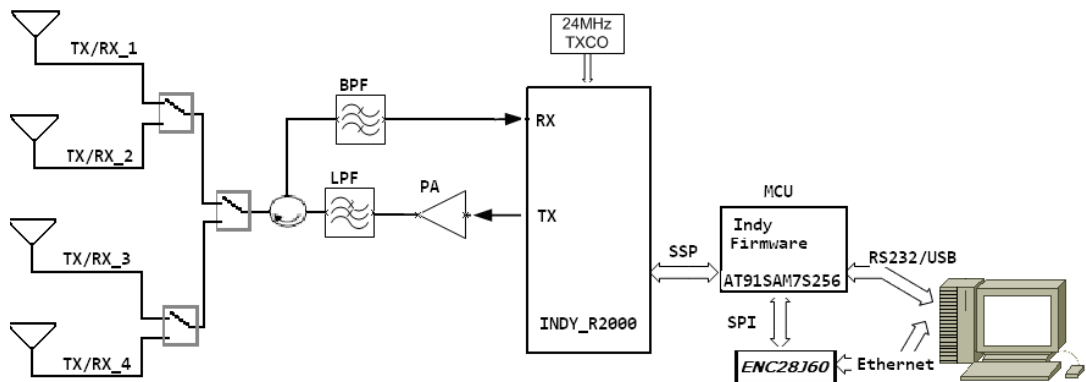 TX/RX_1
TX/RX_2
TX/RX_3
TX/RX_4
BPF
LPF
PA
24MHz
TXCO
RX
TX
INDY_R2000
SSP
MCU
Indy
Firmware
AT91SAM7S256
RS232/USB
SPI
ENC28J60
Ethernet